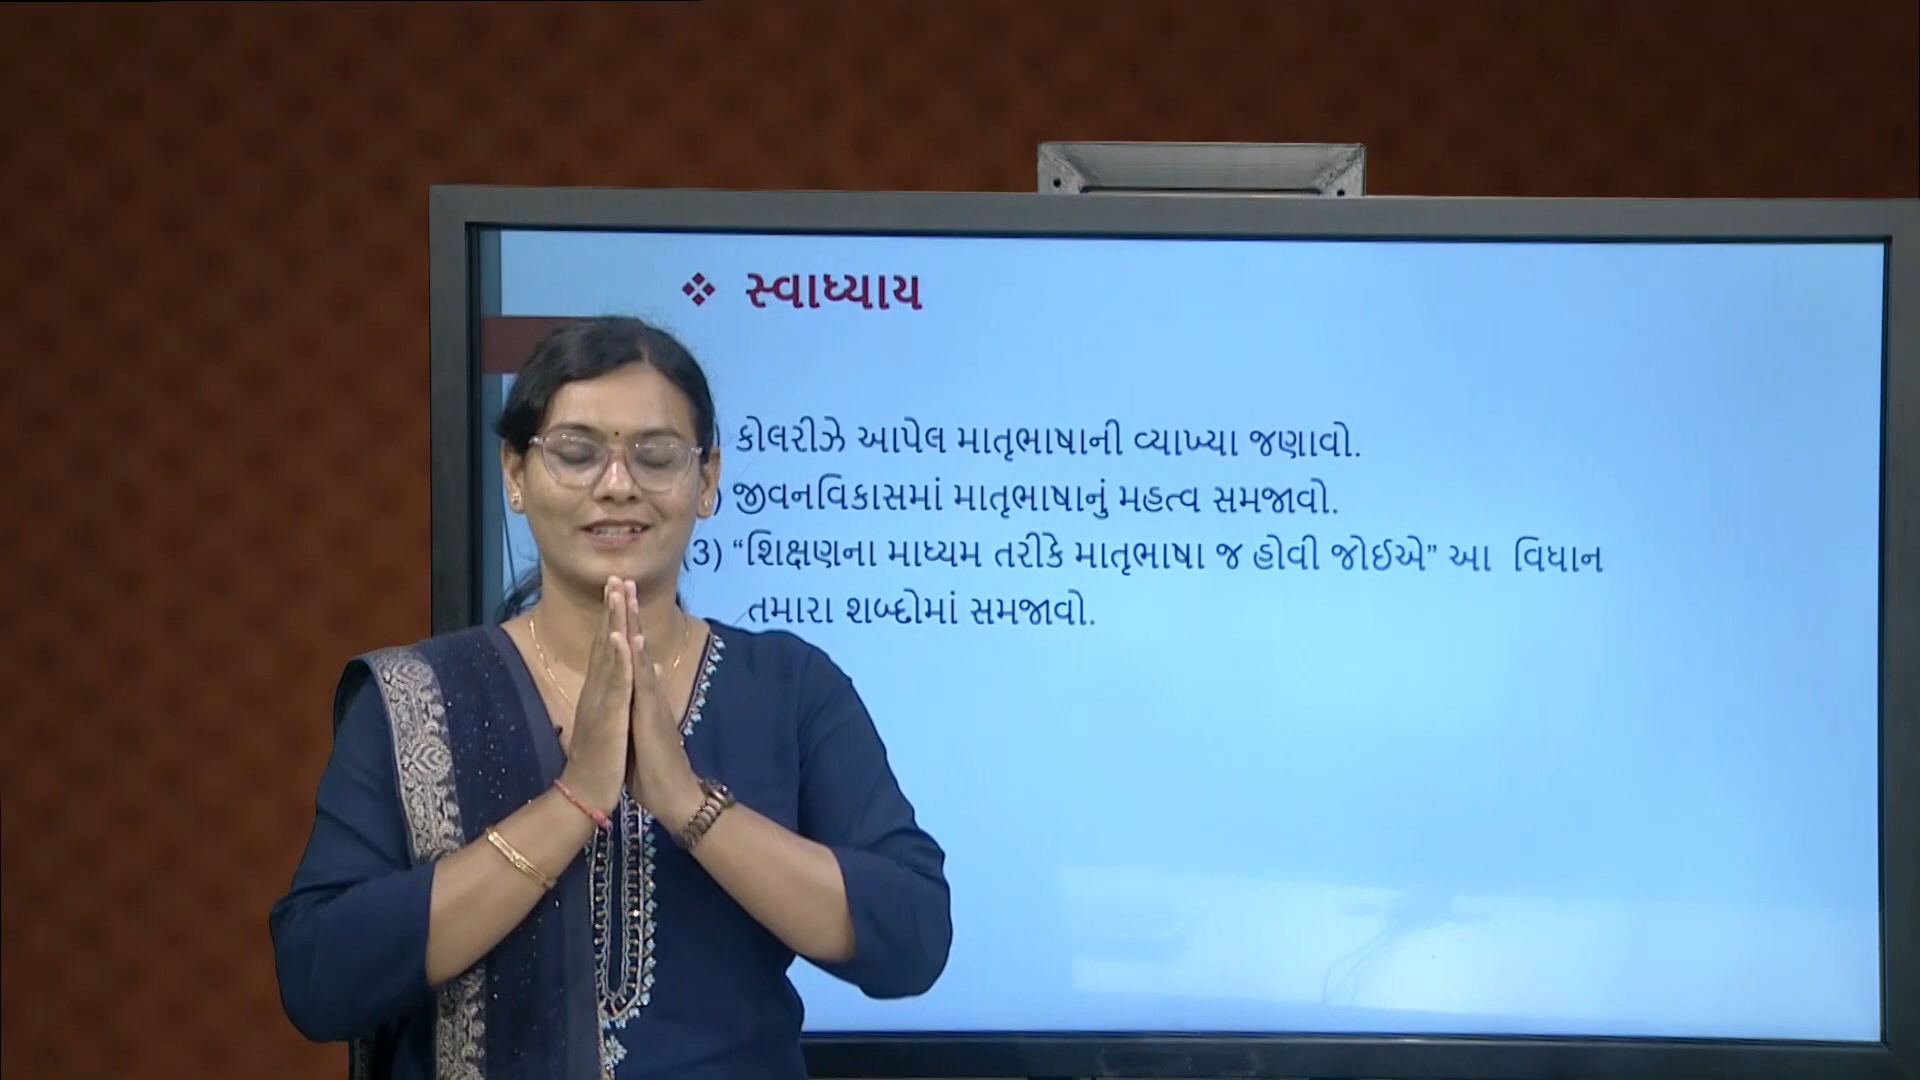 ❖ સ્વાધ્યાય
) કોલરીઝે આપેલ માતૃભાષાની વ્યાખ્યા જણાવો.
) જીવનવિકાસમાં માતૃભાષાનું મહત્વ સમજાવો.
(3) “શિક્ષણના માધ્યમ તરીકે માતૃભાષા જ હોવી જોઈએ” આ વિધાન
તમારા શબ્દોમાં સમજાવો.